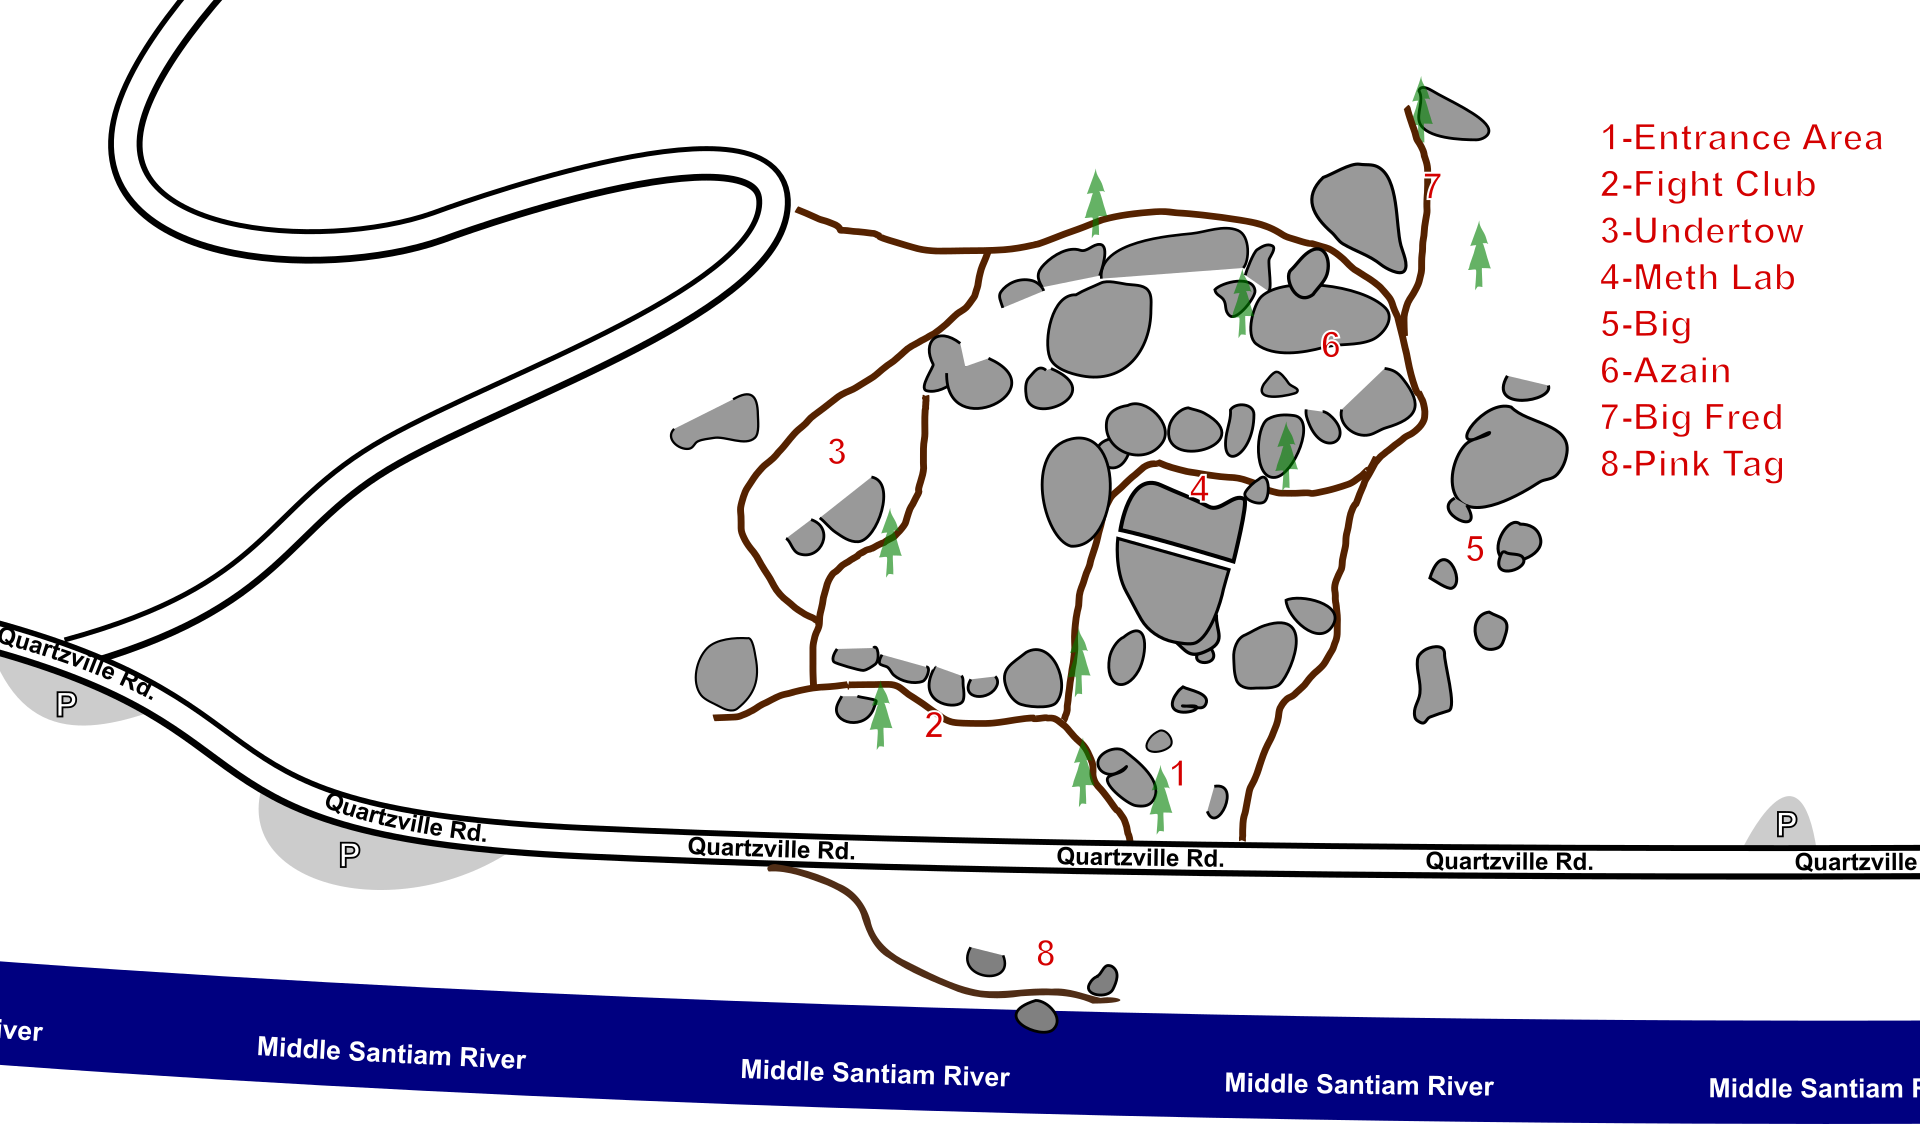 7
1-Entrance Area
2-Fight Club
3-Undertow
4-Meth Lab
5-Big
6-Azain
7-Big Fred
8-Pink Tag
6
3
4
5
2
1
Quartzville Rd.
P
Quartzville Rd.
P
Quartzville Rd.
Quartzville Rd.
Quartzville Rd.
P
Quartzville
8
iver
Middle Santiam River
Middle Santiam River
Middle Santiam River
Middle Santiam R